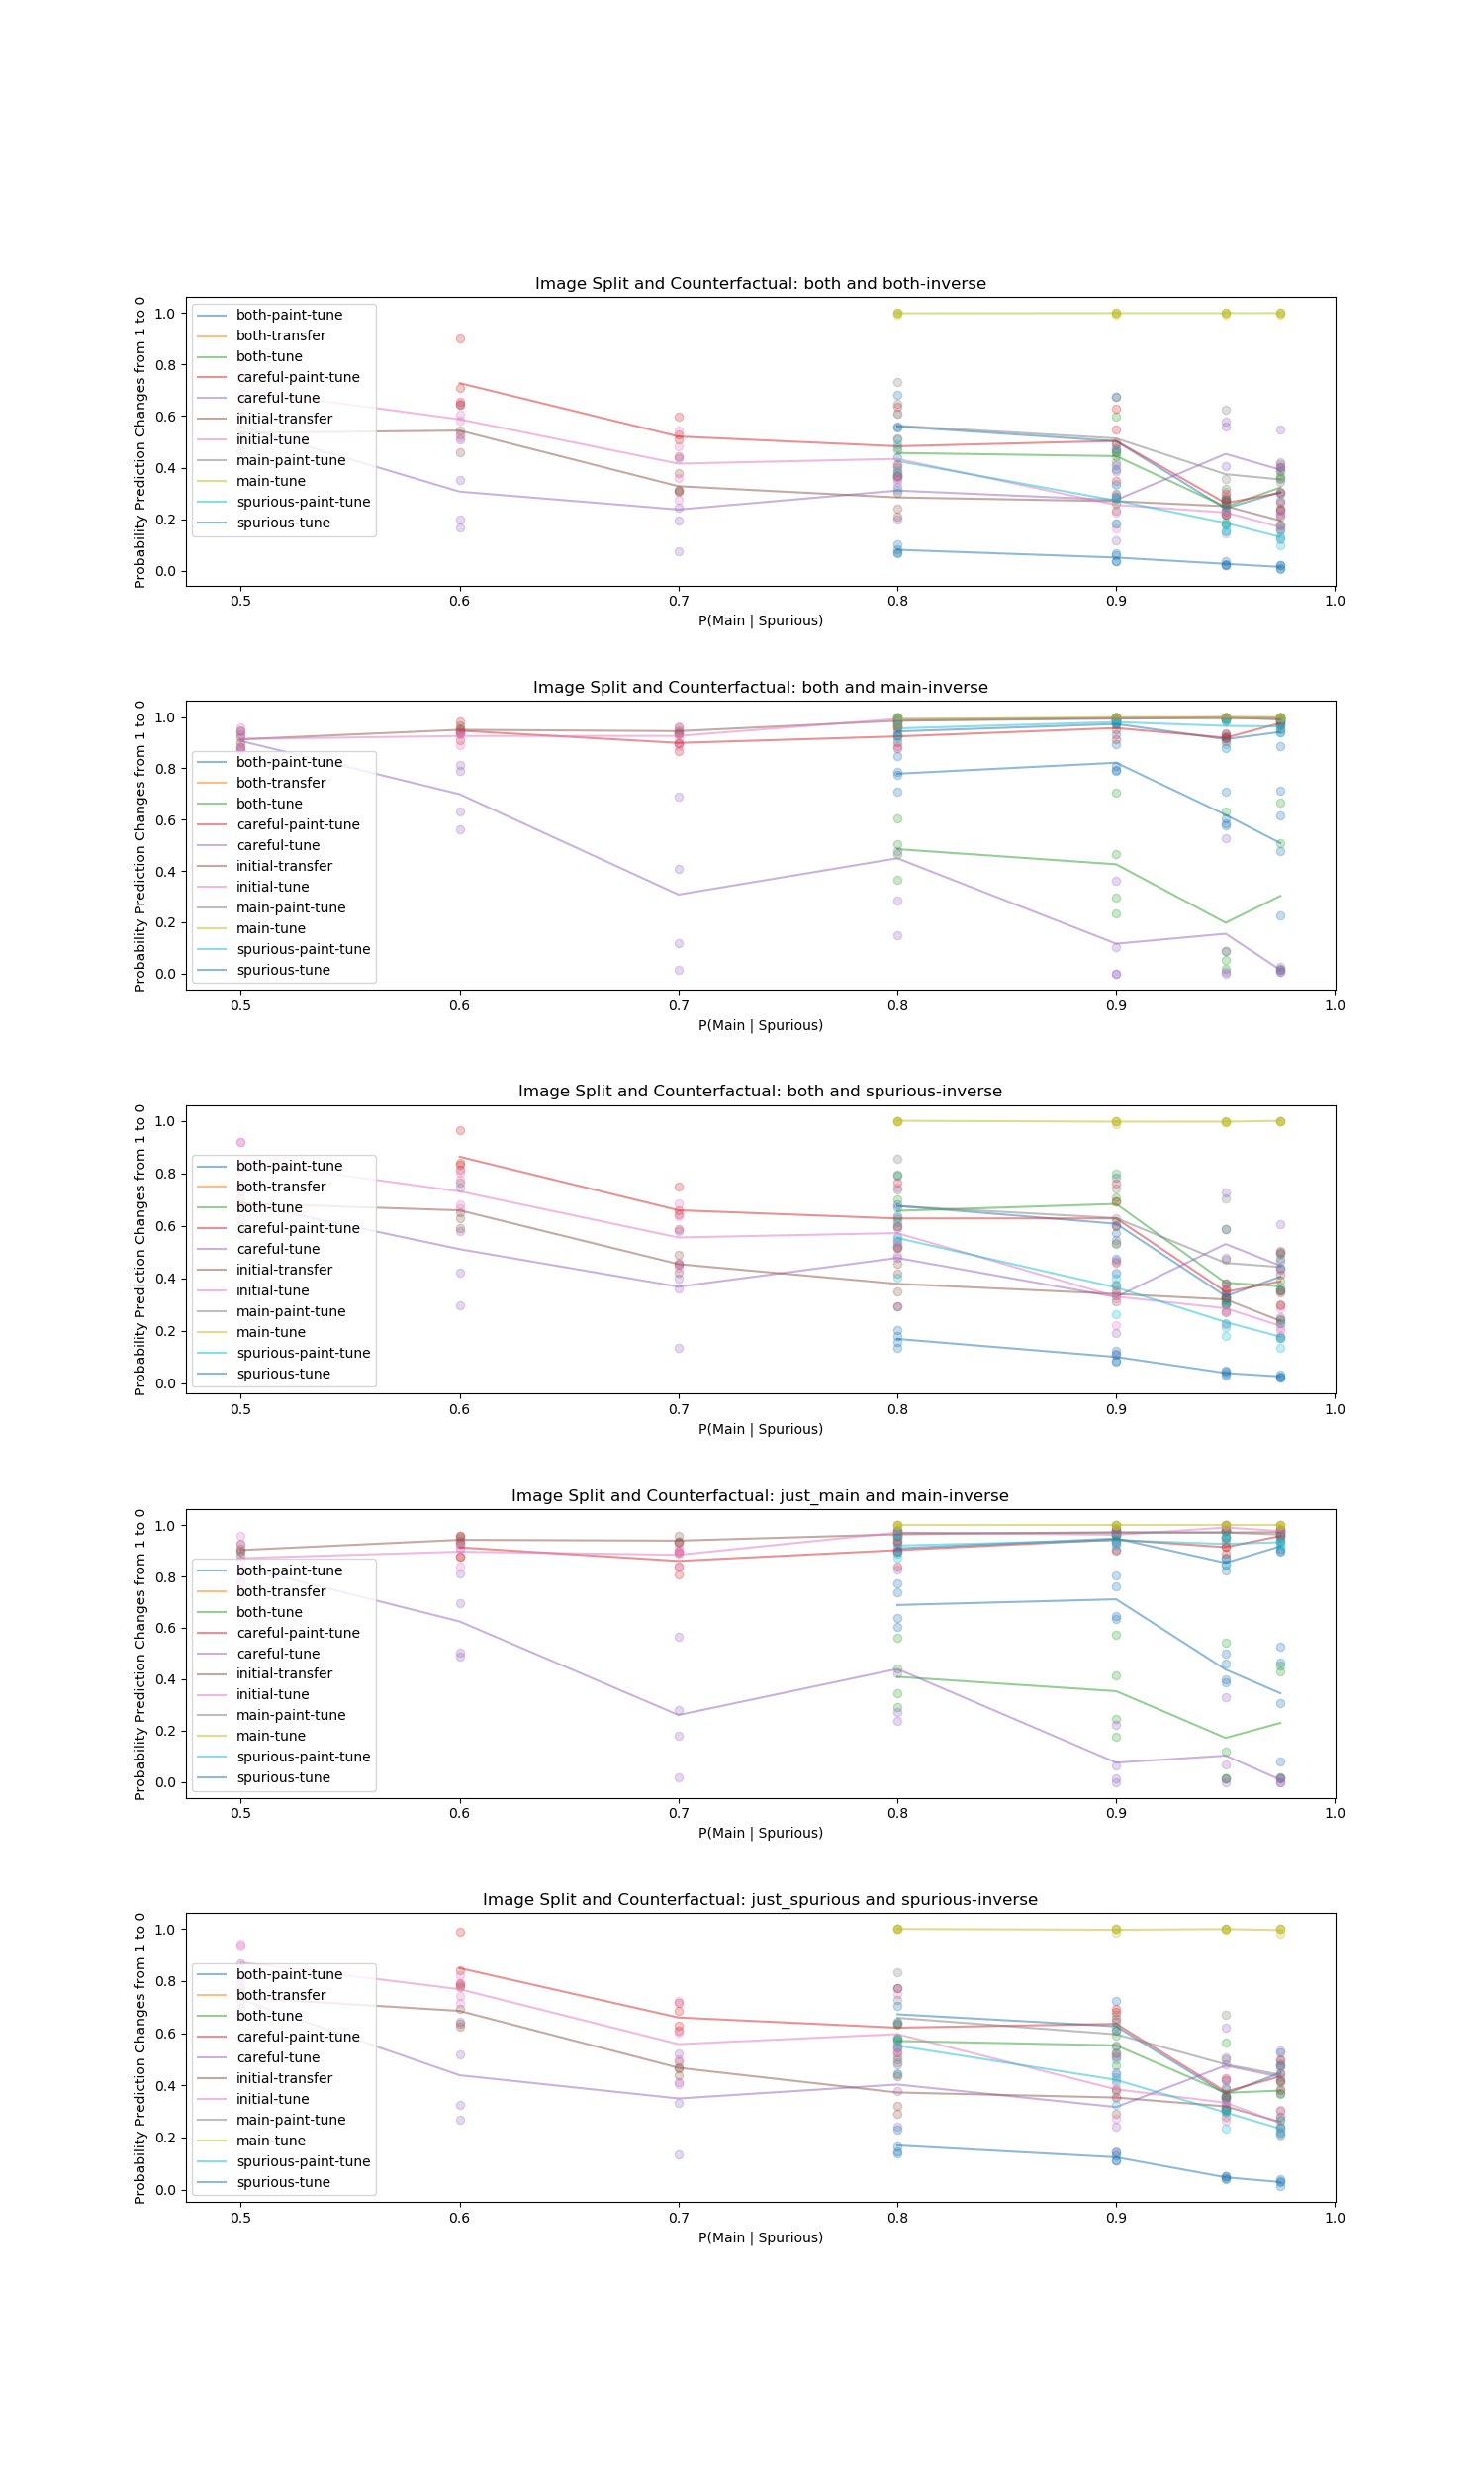 Image Split and Counterfactual: both and both-inverse
Probability Prediction Changes from 1 to 0
1.0
0.8
0.6
0.4
0.2
0.0
both-paint-tune
both-transfer
both-tune
careful-paint-tune
careful-tune
initial-transfer
initial-tune
main-paint-tune
main-tune
spurious-paint-tune
spurious-tune
0.5 0.6 0.7 0.8 0.9 1.0
P(Main | Spurious)
Image Split and Counterfactual: both and main-inverse
Probability Prediction Changes from 1 to 0
1.0
0.8
0.6
0.4
0.2
0.0
both-paint-tune
both-transfer
both-tune
careful-paint-tune
careful-tune
initial-transfer
initial-tune
main-paint-tune
main-tune
spurious-paint-tune
spurious-tune
0.5 0.6 0.7 0.8 0.9 1.0
P(Main | Spurious)
Image Split and Counterfactual: both and spurious-inverse
Probability Prediction Changes from 1 to 0
1.0
0.8
0.6
0.4
0.2
0.0
both-paint-tune
both-transfer
both-tune
careful-paint-tune
careful-tune
initial-transfer
initial-tune
main-paint-tune
main-tune
spurious-paint-tune
spurious-tune
0.5 0.6 0.7 0.8 0.9 1.0
P(Main | Spurious)
Image Split and Counterfactual: just_main and main-inverse
Probability Prediction Changes from 1 to 0
1.0
0.8
0.6
0.4
0.2
0.0
both-paint-tune
both-transfer
both-tune
careful-paint-tune
careful-tune
initial-transfer
initial-tune
main-paint-tune
main-tune
spurious-paint-tune
spurious-tune
0.5 0.6 0.7 0.8 0.9 1.0
P(Main | Spurious)
Image Split and Counterfactual: just_spurious and spurious-inverse
Probability Prediction Changes from 1 to 0
1.0
0.8
0.6
0.4
0.2
0.0
both-paint-tune
both-transfer
both-tune
careful-paint-tune
careful-tune
initial-transfer
initial-tune
main-paint-tune
main-tune
spurious-paint-tune
spurious-tune
0.5 0.6 0.7 0.8 0.9 1.0
P(Main | Spurious)